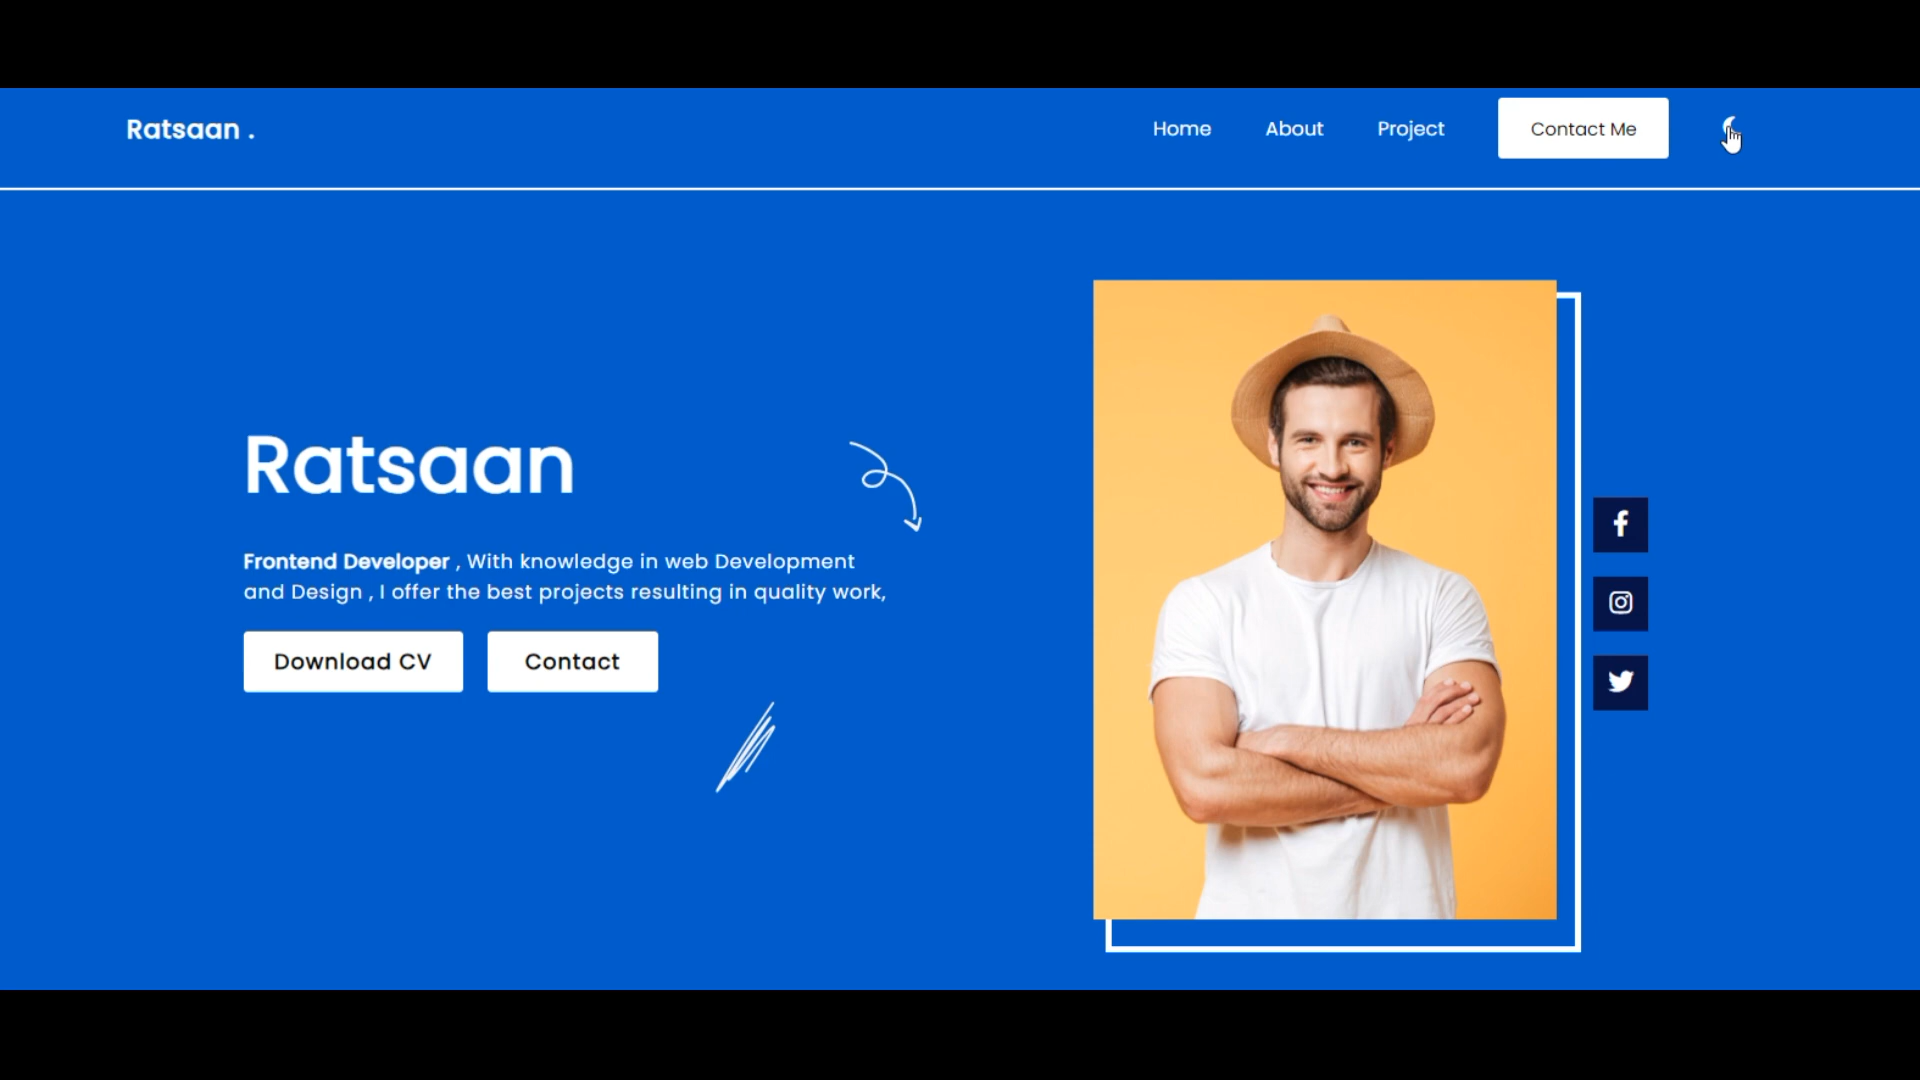 Ratsaan .
Home About Project Contact Me
Ratsaan
Frontend Developer , With knowledge in web Development
and Design , I offer the best projects resulting in quality work,
Download CV Contact